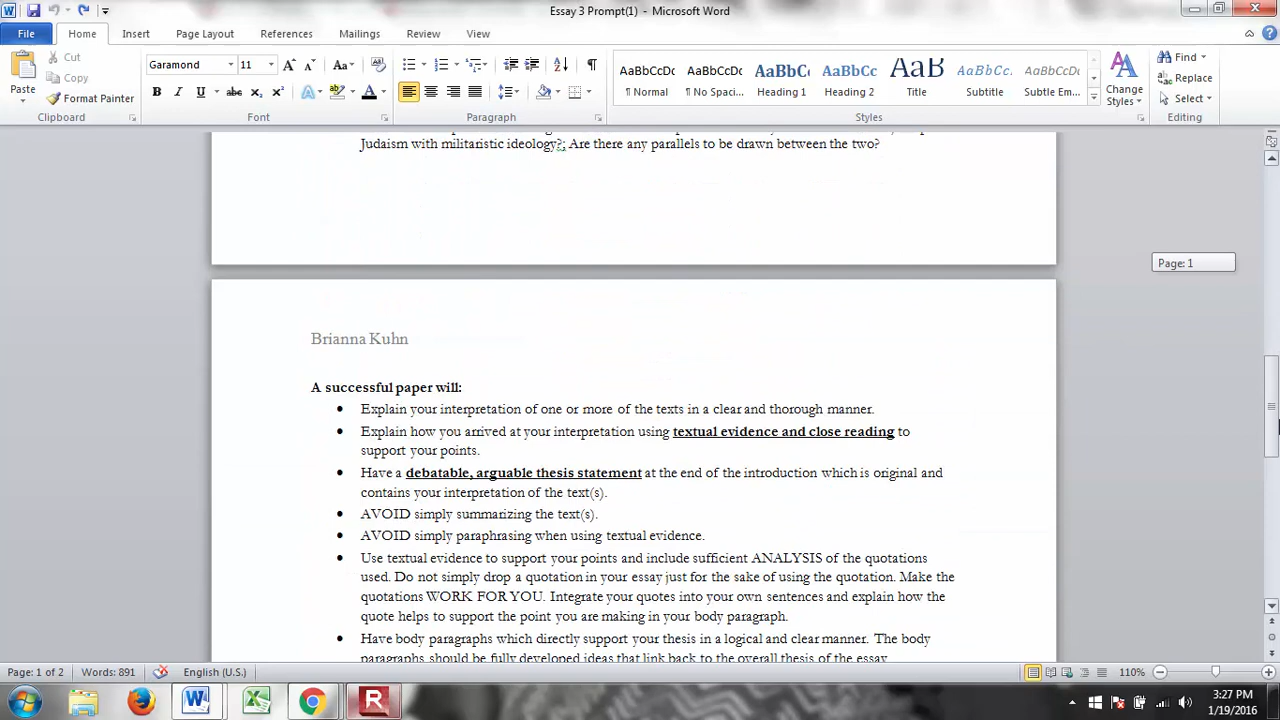 Essay 3 Prompt(1) - Microsoft Word
File Home Insert Page Layout References Mailings Review View
Paste
Cut
Copy
Format Painter
Clipboard
Garamond 11
Font
Paragraph
AaBbCcDc AaBbCcDc AaBbCc AaBbCc AaB AaBbCcL AaBbCcDc
¶ Normal ¶ No Spaci... Heading 1 Heading 2 Title Subtitle Subtle Em...
Styles
Change Styles
Find
Replace
Select
Editing
Judaism with militaristic ideology?; Are there any parallels to be drawn between the two?
Page: 1
Brianna Kuhn
A successful paper will:
• Explain your interpretation of one or more of the texts in a clear and thorough manner.
• Explain how you arrived at your interpretation using textual evidence and close reading to
support your points.
• Have a debatable, arguable thesis statement at the end of the introduction which is original and
contains your interpretation of the text(s).
• AVOID simply summarizing the text(s).
• AVOID simply paraphrasing when using textual evidence.
• Use textual evidence to support your points and include sufficient ANALYSIS of the quotations
used. Do not simply drop a quotation in your essay just for the sake of using the quotation. Make the
quotations WORK FOR YOU. Integrate your quotes into your own sentences and explain how the
quote helps to support the point you are making in your body paragraph.
• Have body paragraphs which directly support your thesis in a logical and clear manner. The body
paragraphs should be fully developed ideas that link back to the overall thesis of the essay
Page: 1 of 2 Words: 891 English (U.S.) 110%
3:27 PM
1/19/2016